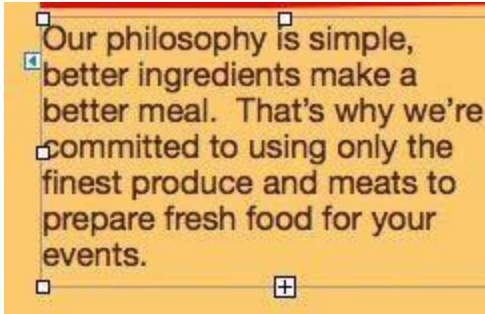 Our philosophy is simple,
better ingredients make a
better meal.  That's why we're
committed to using only the
finest produce and meats to
prepare fresh food for your
events.